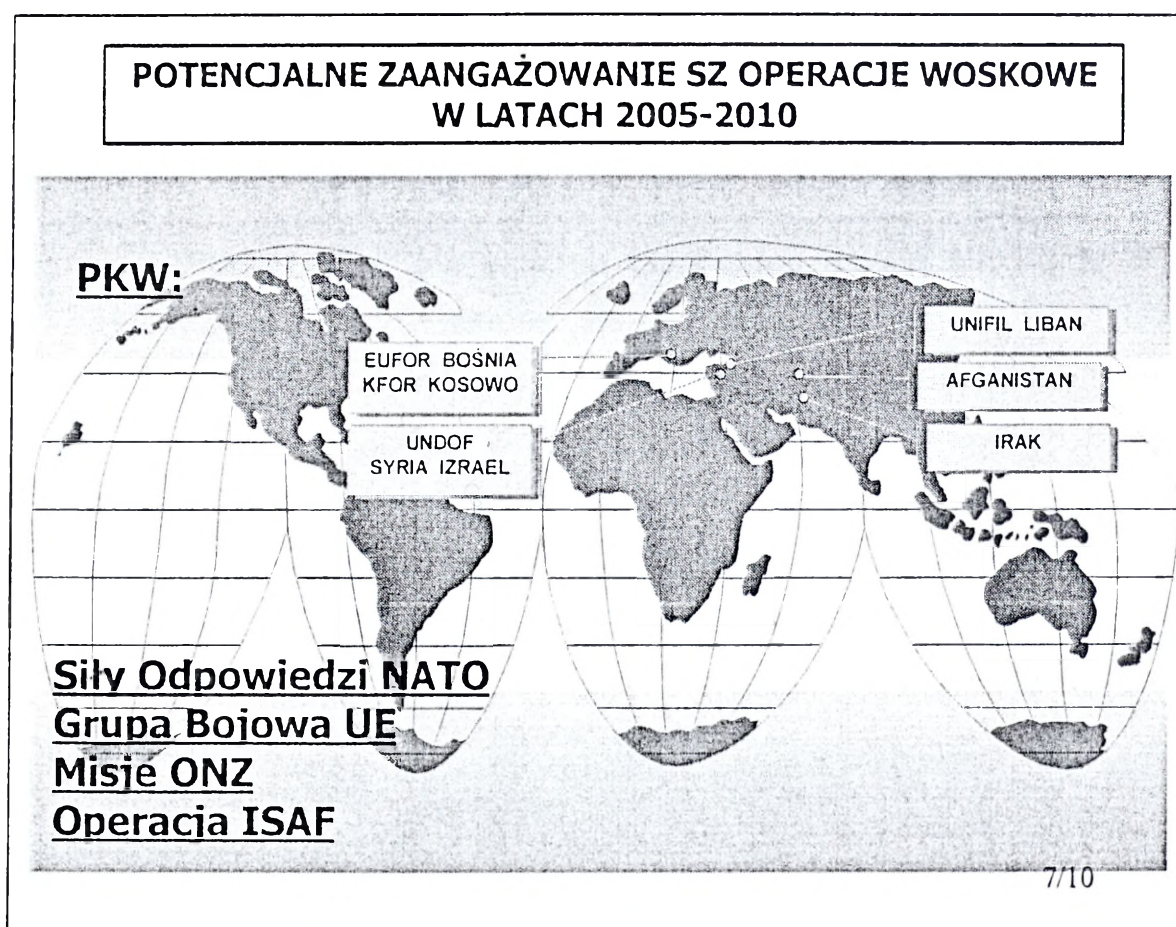 POTENCJALNE ZAANGAŻOWANIE SZ OPERACJE WOSKOWE
W LATACH 2005-2010
PKW:
EUFOR BOŚNIA
KFOR KOSOWO
UNDOF
SYRIA IZRAEL
UNIFIL LIBAN
AFGANISTAN
IRAK
Siły Odpowiedzi NATO
Grupa Bojowa UE
Misje ONZ
Operacja ISAF
7/10